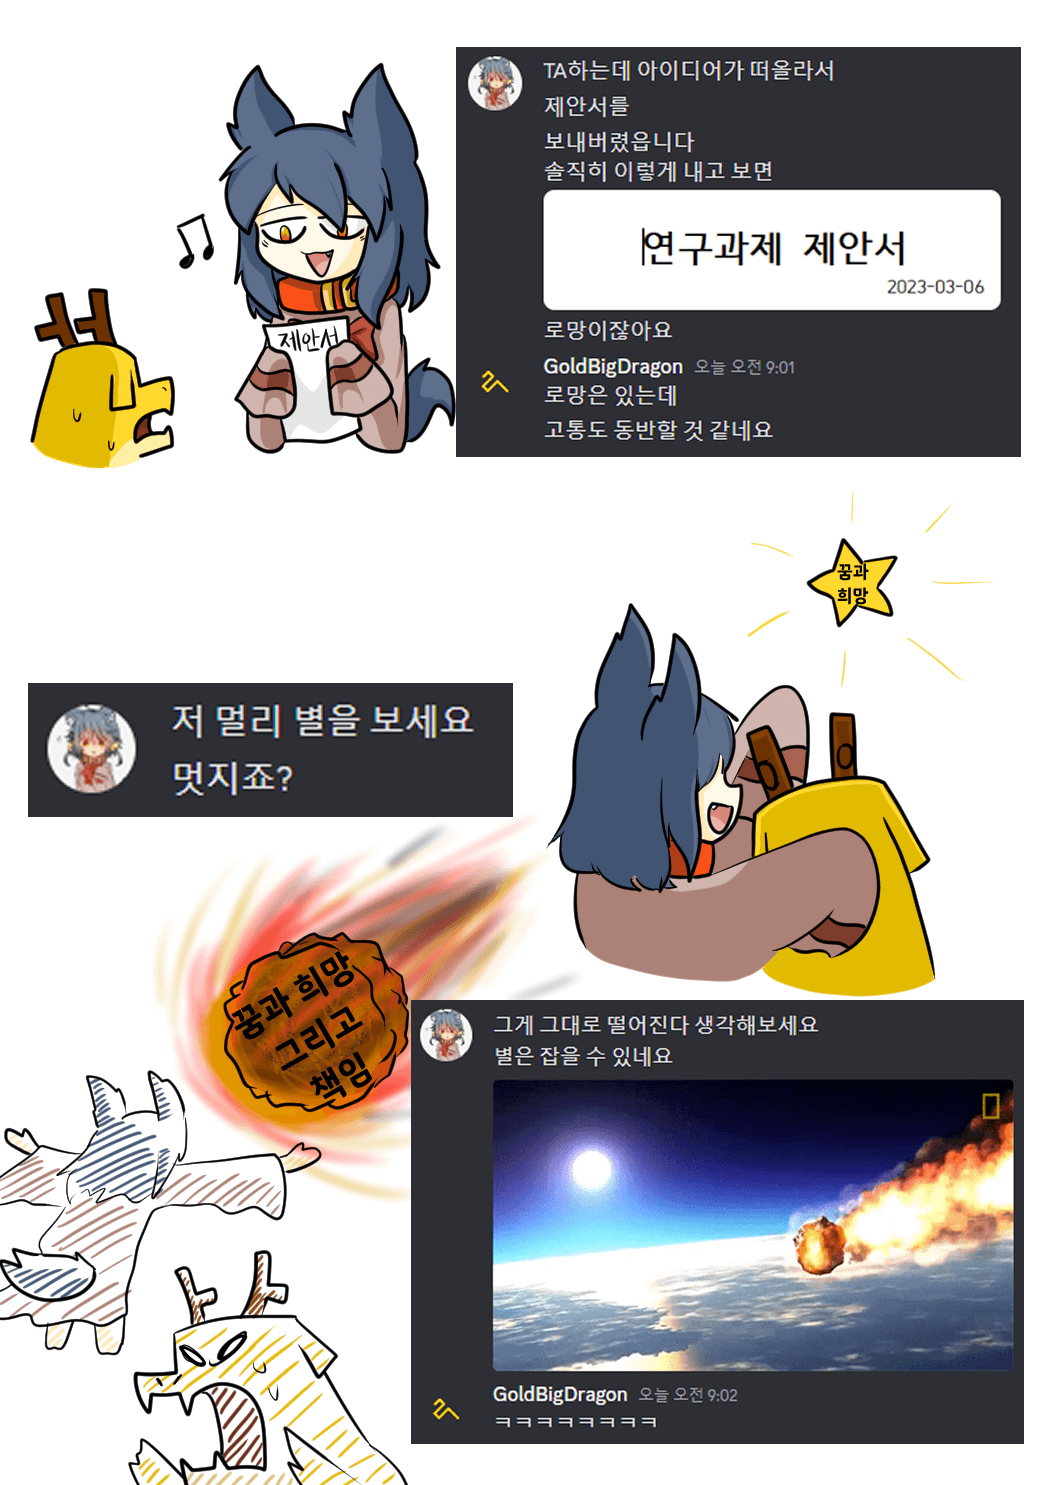 TA하는데 아이디어가 떠올라서
제안서를
보내버렸읍니다
솔직히 이렇게 내고 보면
연구과제 제안서
2023-03-06
로망이잖아요
GoldBigDragon 오늘 오전 9:01
로망은 있는데
고통도 동반할 것 같네요
제안서
꿈과
희망
저 멀리 별을 보세요
멋지죠?
꿈과 희망
그리고
책임
그게 그대로 떨어진다 생각해보세요
별은 잡을 수 있네요
GoldBigDragon 오늘 오전 9:02
ㅋㅋㅋㅋㅋㅋㅋㅋ